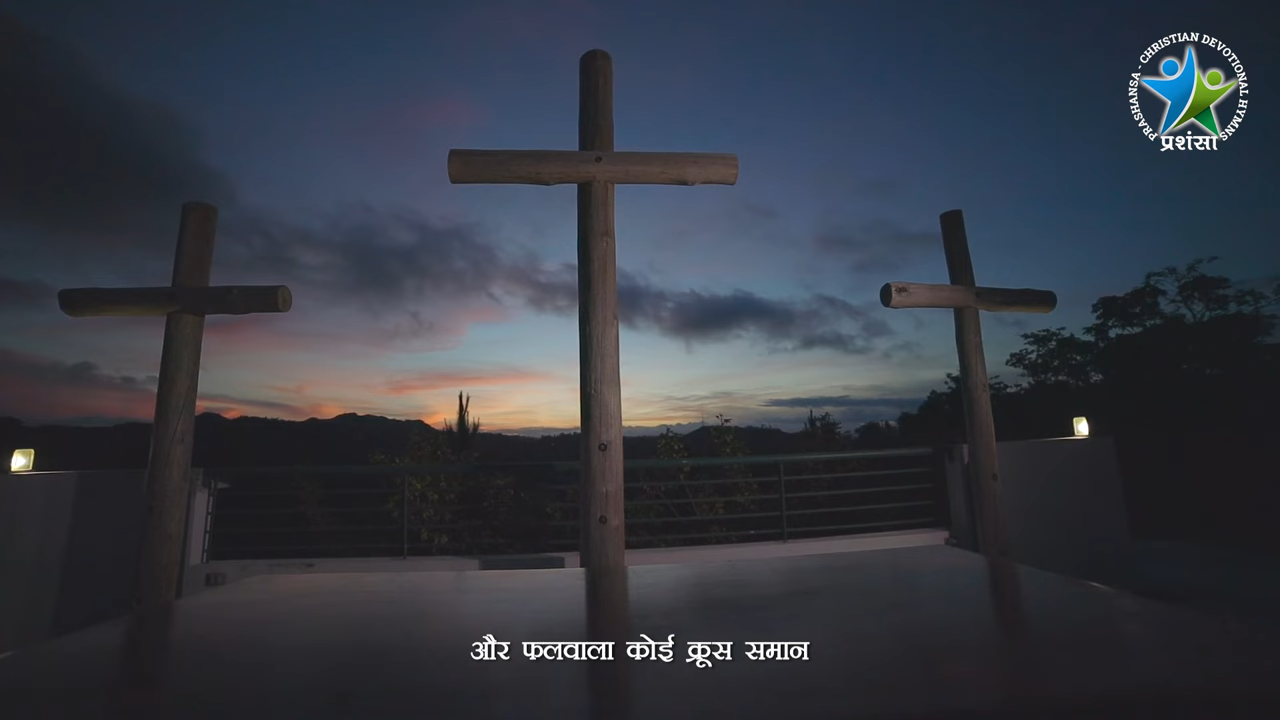 PRASHANSA - CHRISTIAN DEVOTIONAL HYMNS
प्रशंसा
और फलवाला कोई क्रूस समान